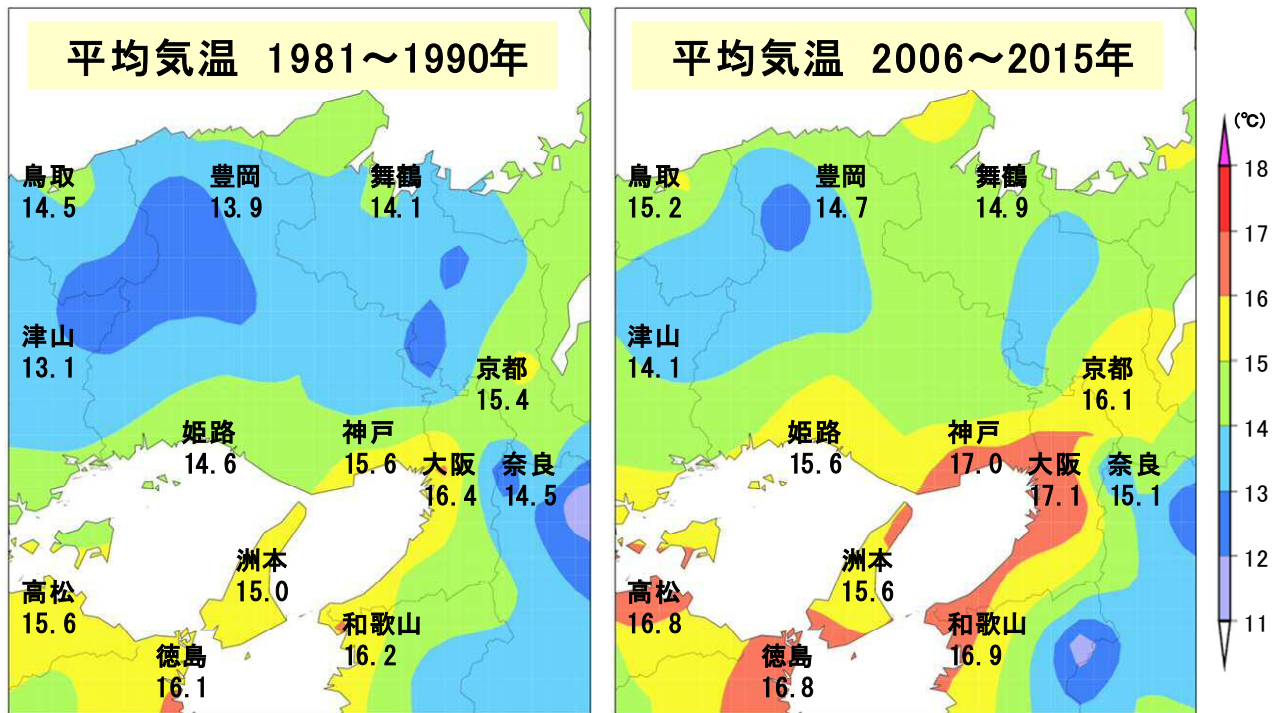 平均気温 1981～1990年
鳥取
14.5
豊岡
13.9
舞鶴
14.1
津山
13.1
京都
15.4
姫路
14.6
神戸
15.6
大阪
16.4
奈良
14.5
洲本
15.0
高松
15.6
和歌山
16.2
徳島
16.1
平均気温 2006～2015年
鳥取
15.2
豊岡
14.7
舞鶴
14.9
津山
14.1
京都
16.1
姫路
15.6
神戸
17.0
大阪
17.1
奈良
15.1
洲本
15.6
高松
16.8
和歌山
16.9
徳島
16.8
(℃)
18
17
16
15
14
13
12
11